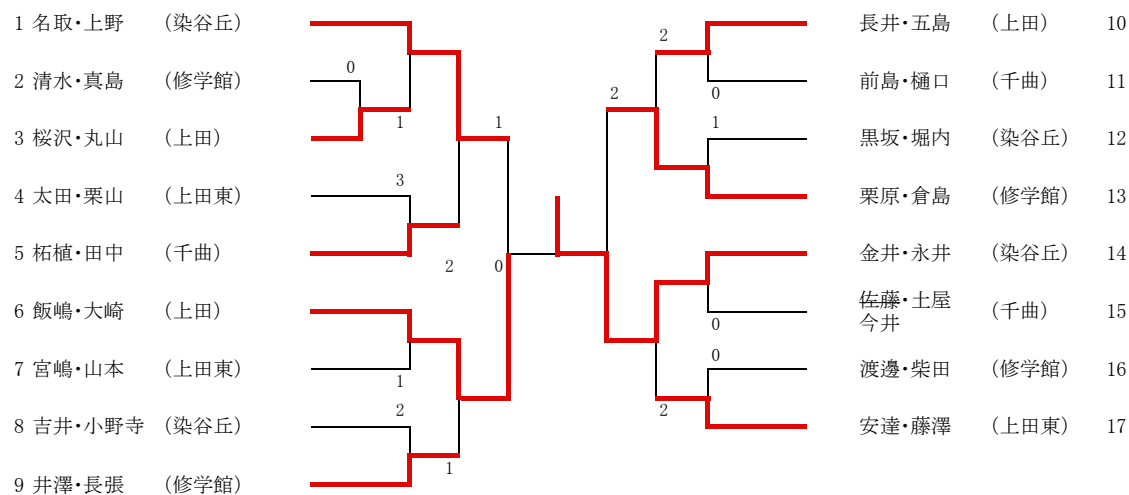 1 名取・上野 (染谷丘)
2 清水・真島 (修学館)
3 桜沢・丸山 (上田)
4 太田・栗山 (上田東)
5 柘植・田中 (千曲)
6 飯嶋・大崎 (上田)
7 宮嶋・山本 (上田東)
8 吉井・小野寺 (染谷丘)
9 井澤・長張 (修学館)
0
1
1
3
2
0
1
2
1
2
2
0
1
0
0
2
長井・五島 (上田) 10
前島・樋口 (千曲) 11
黒坂・堀内 (染谷丘) 12
栗原・倉島 (修学館) 13
金井・永井 (染谷丘) 14
佐藤・土屋 (千曲) 15
今井
渡邊・柴田 (修学館) 16
安達・藤澤 (上田東) 17